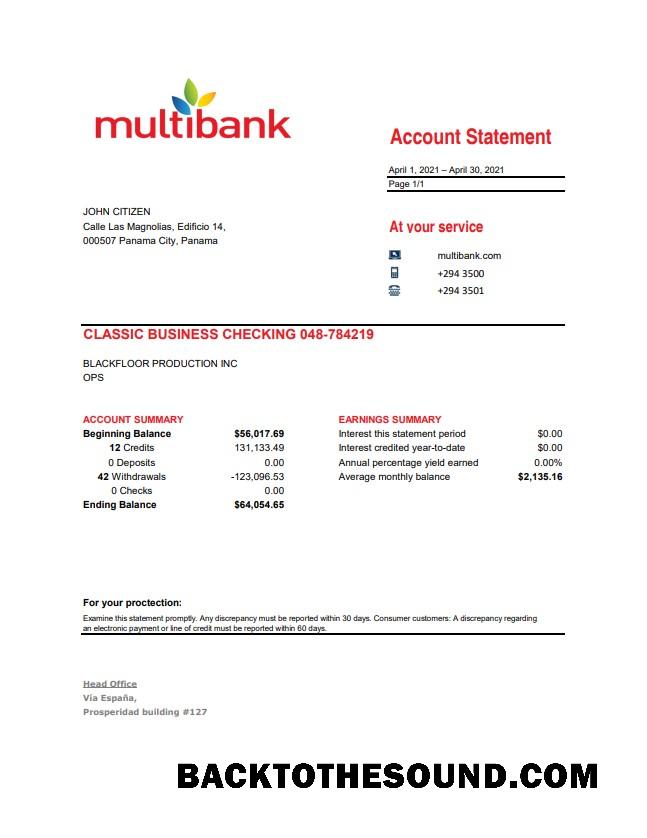 multibank
Account Statement
April 1, 2021 – April 30, 2021
Page 1/1
JOHN CITIZEN
Calle Las Magnolias, Edificio 14,
000507 Panama City, Panama
At your service
multibank.com
+294 3500
+294 3501
CLASSIC BUSINESS CHECKING 048-784219
BLACKFLOOR PRODUCTION INC
OPS
ACCOUNT SUMMARY
Beginning Balance $56,017.69
12 Credits 131,133.49
0 Deposits 0.00
42 Withdrawals -123,096.53
0 Checks 0.00
Ending Balance $64,054.65
EARNINGS SUMMARY
Interest this statement period $0.00
Interest credited year-to-date $0.00
Annual percentage yield earned 0.00%
Average monthly balance $2,135.16
For your proctection:
Examine this statement promptly. Any discrepancy must be reported within 30 days. Consumer customers: A discrepancy regarding
an electronic payment or line of credit must be reported within 60 days.
Head Office
Vía España,
Prosperidad building #127
BACKTOTHESOUND.COM